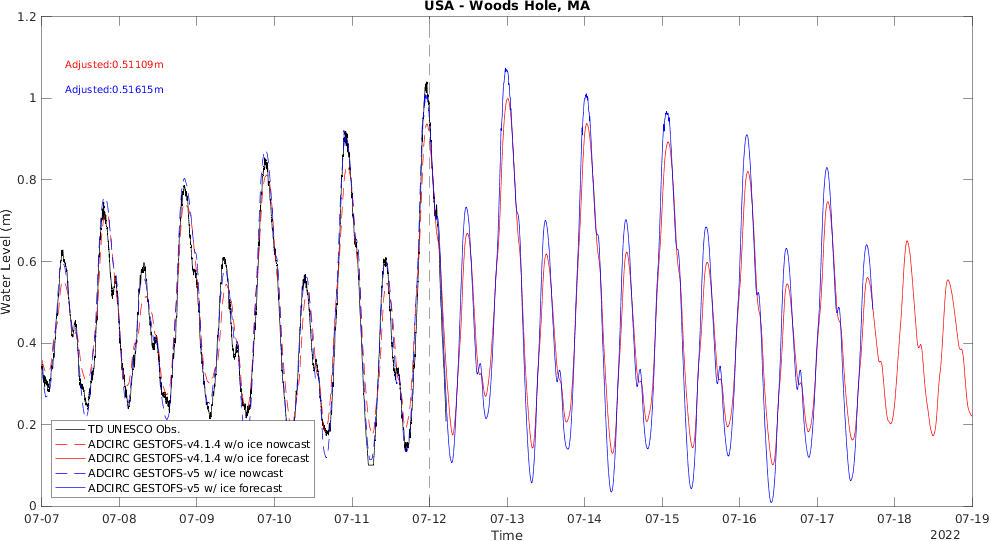 USA - Woods Hole, MA
1.2
1
0.8
0.6
0.4
0.2
0
Water Level (m)
Adjusted:0.51109m
Adjusted:0.51615m
TD UNESCO Obs.
ADCIRC GESTOFS-v4.1.4 w/o ice nowcast
ADCIRC GESTOFS-v4.1.4 w/o ice forecast
ADCIRC GESTOFS-v5 w/ ice nowcast
ADCIRC GESTOFS-v5 w/ ice forecast
07-07 07-08 07-09 07-10 07-11 07-12 07-13 07-14 07-15 07-16 07-17 07-18 07-19
Time
2022